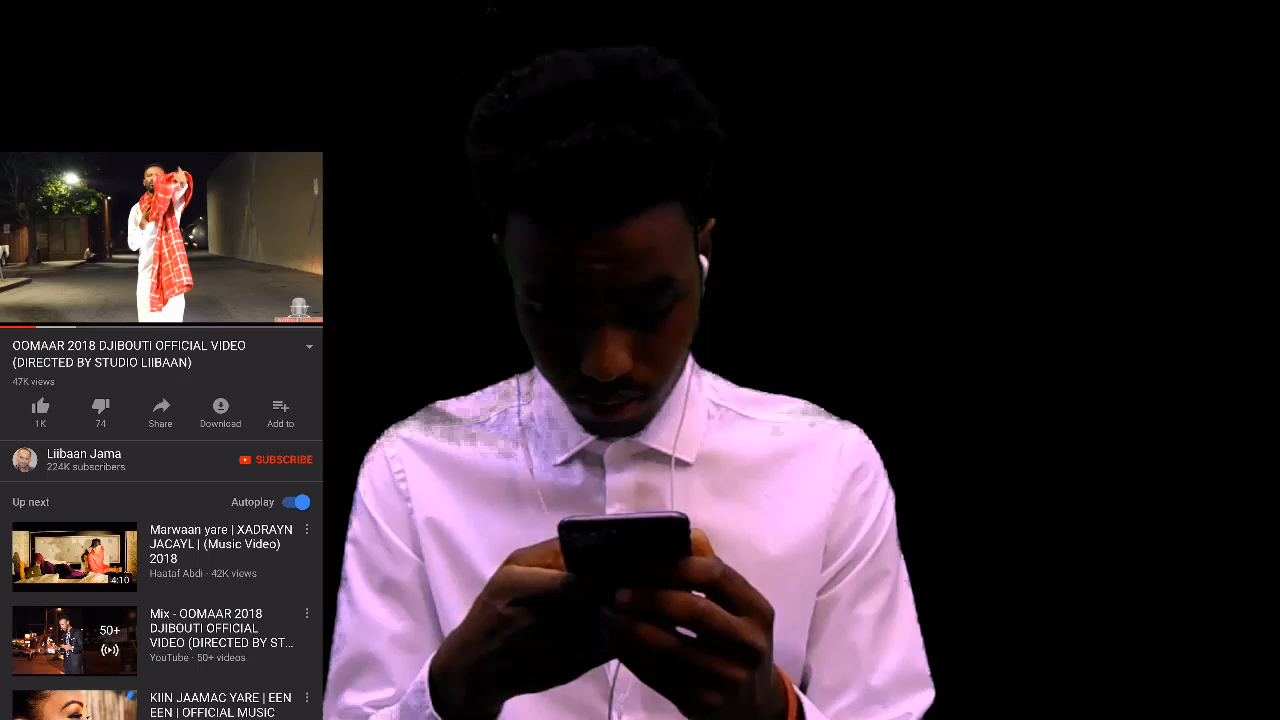 OOMAAR 2018 DJIBOUTI OFFICIAL VIDEO
(DIRECTED BY STUDIO LIIBAAN)
47K views
1K
74
Share
Download
Add to
Liibaan Jama
224K subscribers
SUBSCRIBE
Up next
Autoplay
Marwaan yare | XADRAYN
JACAYL | (Music Video)
2018
Haataf Abdi · 42K views
4:10
Mix - OOMAAR 2018
DJIBOUTI OFFICIAL
VIDEO (DIRECTED BY ST...
YouTube · 50+ videos
50+
KIIN JAAMAC YARE | EEN
EEN | OFFICIAL MUSIC